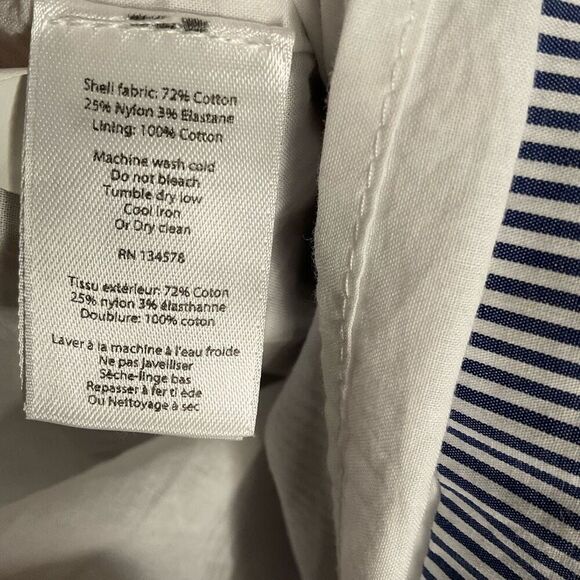 Shell fabric: 72% Cotton
25% Nylon 3% Elastane
Lining: 100% Cotton
Machine wash cold
Do not bleach
Tumble dry low
Cool Iron
Or Dry clean
RN 134578
Tissu extérieur: 72% Coton
25% nylon 3% élasthanne
Doublure: 100% coton
Laver à la machine à l'eau froide
Ne pas Javelliser
Sèche-linge bas
Repasser à fer tiède
Ou Nettoyage à sec